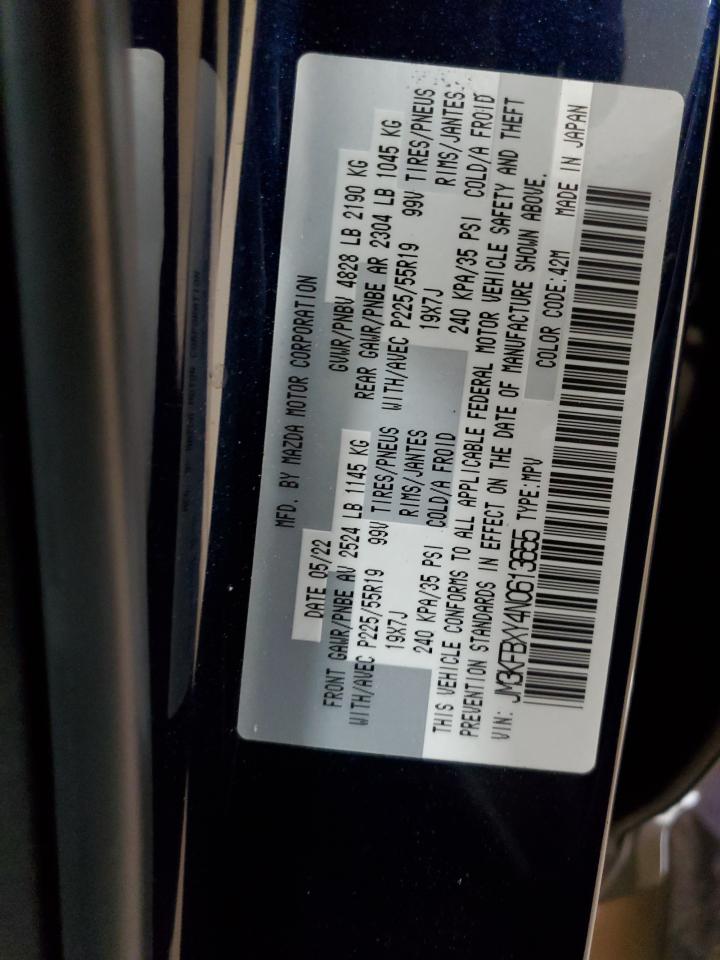 MFD. BY MAZDA MOTOR CORPORATION
DATE 05/22 GVWR/PNBV 4828 LB 2190 KG
FRONT GAWR/PNBE AV 2524 LB 1145 KG REAR GAWR/PNBE AR 2304 LB 1045 KG
WITH/AVEC P225/55R19 99V TIRES/PNEUS WITH/AVEC P225/55R19 99V TIRES/PNEUS
19X7J RIMS/JANTES 19X7J RIMS/JANTES
240 KPA/35 PSI COLD/A FROID 240 KPA/35 PSI COLD/A FROID
THIS VEHICLE CONFORMS TO ALL APPLICABLE FEDERAL MOTOR VEHICLE SAFETY AND THEFT
PREVENTION STANDARDS IN EFFECT ON THE DATE OF MANUFACTURE SHOWN ABOVE.
VIN: JM3KFBXY4N0613655 TYPE:MPV COLOR CODE:42M MADE IN JAPAN